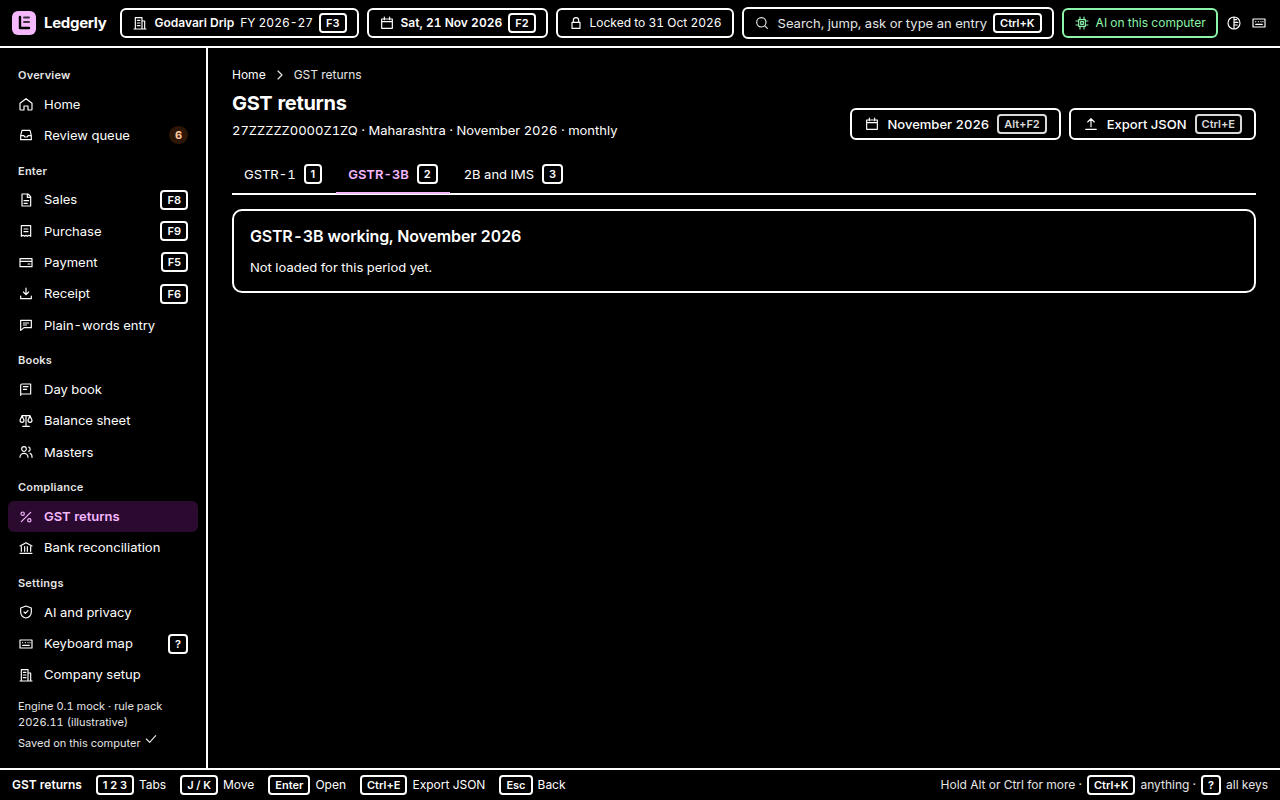 Ledgerly
Godavari Drip FY 2026-27 F3
Sat, 21 Nov 2026 F2
Locked to 31 Oct 2026
Search, jump, ask or type an entry Ctrl+K
AI on this computer
Overview
Home
Review queue 6
Enter
Sales F8
Purchase F9
Payment F5
Receipt F6
Plain-words entry
Books
Day book
Balance sheet
Masters
Compliance
GST returns
Bank reconciliation
Settings
AI and privacy
Keyboard map ?
Company setup
Engine 0.1 mock · rule pack
2026.11 (illustrative)
Saved on this computer
Home GST returns
GST returns
27ZZZZZ0000Z1ZQ · Maharashtra · November 2026 · monthly
November 2026 Alt+F2
Export JSON Ctrl+E
GSTR-1 1
GSTR-3B 2
2B and IMS 3
GSTR-3B working, November 2026
Not loaded for this period yet.
GST returns 1 2 3 Tabs J / K Move Enter Open Ctrl+E Export JSON Esc Back
Hold Alt or Ctrl for more · Ctrl+K anything · ? all keys